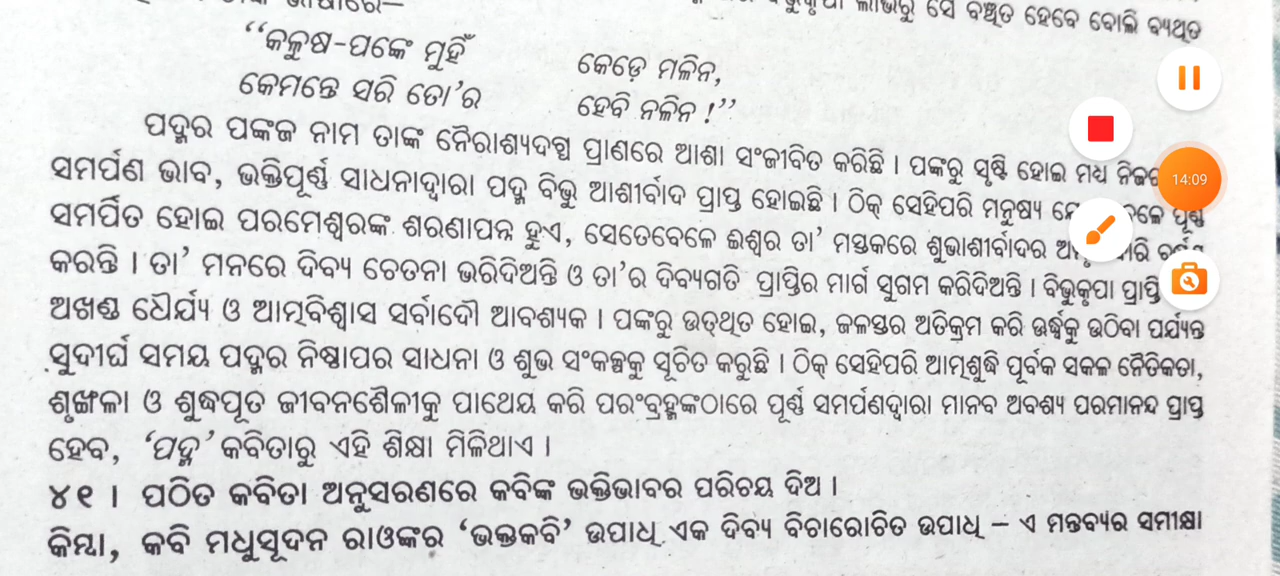 ଲାଭରୁ ସେ ବଞ୍ଚିତ ହେବେ ବୋଲି ବ୍ୟଥିତ
“କଳୁଷ-ପଙ୍କେ ମୁହିଁ କେଡ଼େ ମଳିନ,
କେମନ୍ତେ ସରି ତୋ’ର ହେବି ନଳିନ !”
ପଦ୍ମର ପଙ୍କଜ ନାମ ତାଙ୍କ ନୈରାଶ୍ୟଦଗ୍ଧ ପ୍ରାଣରେ ଆଶା ସଂଜୀବିତ କରିଛି । ପଙ୍କରୁ ସୃଷ୍ଟି ହୋଇ ମଧ୍ୟ
ସମର୍ପଣ ଭାବ, ଭକ୍ତିପୂର୍ଣ୍ଣ ସାଧନାଦ୍ୱାରା ପଦ୍ମ ବିଭୁ ଆଶୀର୍ବାଦ ପ୍ରାପ୍ତ ହୋଇଛି । ଠିକ୍ ସେହିପରି ମନୁଷ୍ୟ ପୂର୍ଣ୍ଣ
ସମର୍ପିତ ହୋଇ ପରମେଶ୍ୱରଙ୍କ ଶରଣାପନ୍ନ ହୁଏ, ସେତେବେଳେ ଈଶ୍ୱର ତା’ ମସ୍ତକରେ ଶୁଭାଶୀର୍ବାଦର
କରନ୍ତି । ତା’ ମନରେ ଦିବ୍ୟ ଚେତନା ଭରିଦିଅନ୍ତି ଓ ତା’ର ଦିବ୍ୟଗତି ପ୍ରାପ୍ତିର ମାର୍ଗ ସୁଗମ କରିଦିଅନ୍ତି । ବିଭୁକୃପା ପ୍ରାପ୍ତି
ଅଖଣ୍ଡ ଧୈର୍ଯ୍ୟ ଓ ଆତ୍ମବିଶ୍ୱାସ ସର୍ବାଦୌ ଆବଶ୍ୟକ । ପଙ୍କରୁ ଉତ୍‌ଥିତ ହୋଇ, ଜଳସ୍ତର ଅତିକ୍ରମ କରି ଊର୍ଦ୍ଧ୍ୱକୁ ଉଠିବା ପର୍ଯ୍ୟନ୍ତ
ସୁଦୀର୍ଘ ସମୟ ପଦ୍ମର ନିଷ୍ଠାପର ସାଧନା ଓ ଶୁଭ ସଂକଳ୍ପକୁ ସୂଚିତ କରୁଛି । ଠିକ୍ ସେହିପରି ଆତ୍ମଶୁଦ୍ଧି ପୂର୍ବକ ସକଳ ନୈତିକତା,
ଶୃଙ୍ଖଳା ଓ ଶୁଦ୍ଧପୂତ ଜୀବନଶୈଳୀକୁ ପାଥେୟ କରି ପରଂବ୍ରହ୍ମଙ୍କଠାରେ ପୂର୍ଣ୍ଣ ସମର୍ପଣଦ୍ୱାରା ମାନବ ଅବଶ୍ୟ ପରମାନନ୍ଦ ପ୍ରାପ୍ତ
ହେବ, ‘ପଦ୍ମ’ କବିତାରୁ ଏହି ଶିକ୍ଷା ମିଳିଥାଏ ।
୪୧ । ପଠିତ କବିତା ଅନୁସରଣରେ କବିଙ୍କ ଭକ୍ତିଭାବର ପରିଚୟ ଦିଅ ।
କିମ୍ବା, କବି ମଧୁସୂଦନ ରାଓଙ୍କର ‘ଭକ୍ତକବି’ ଉପାଧି ଏକ ଦିବ୍ୟ ବିଚାରୋଚିତ ଉପାଧି – ଏ ମନ୍ତବ୍ୟର ସମୀକ୍ଷା
14:09